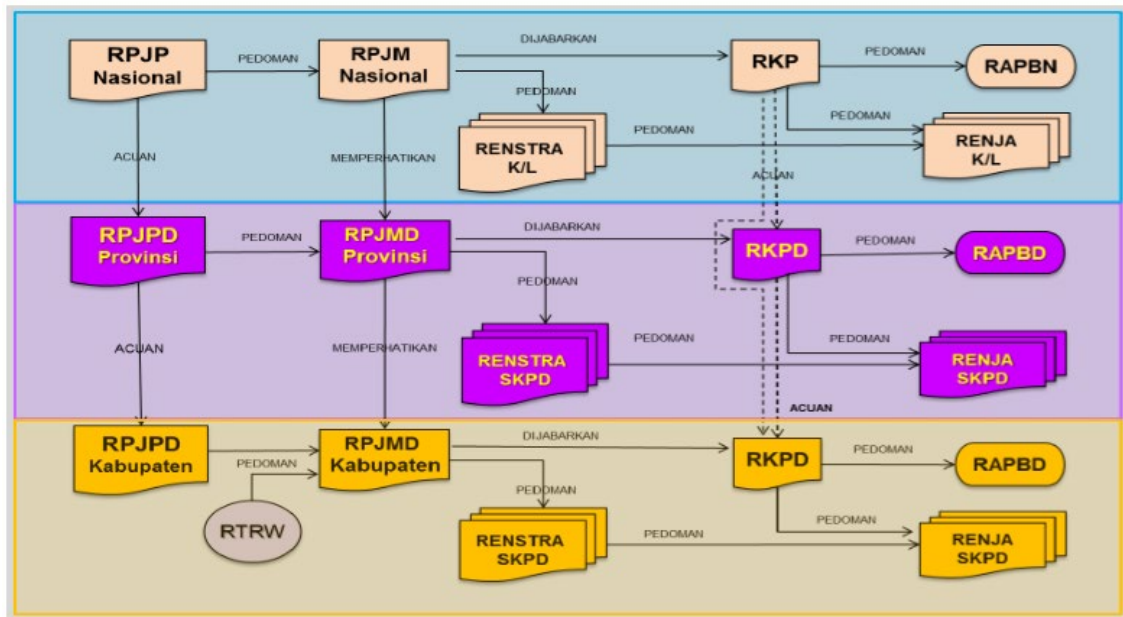 RPJP
Nasional
PEDOMAN
RPJM
Nasional
DIJABARKAN
RKP
PEDOMAN
RAPBN
PEDOMAN
RENSTRA
K/L
PEDOMAN
PEDOMAN
RENJA
K/L
ACUAN
MEMPERHATIKAN
ACUAN
RPJPD
Provinsi
PEDOMAN
RPJMD
Provinsi
DIJABARKAN
RKPD
PEDOMAN
RAPBD
PEDOMAN
RENSTRA
SKPD
PEDOMAN
PEDOMAN
RENJA
SKPD
ACUAN
MEMPERHATIKAN
ACUAN
RPJPD
Kabupaten
PEDOMAN
RTRW
RPJMD
Kabupaten
DIJABARKAN
RKPD
PEDOMAN
RAPBD
PEDOMAN
RENSTRA
SKPD
PEDOMAN
PEDOMAN
RENJA
SKPD